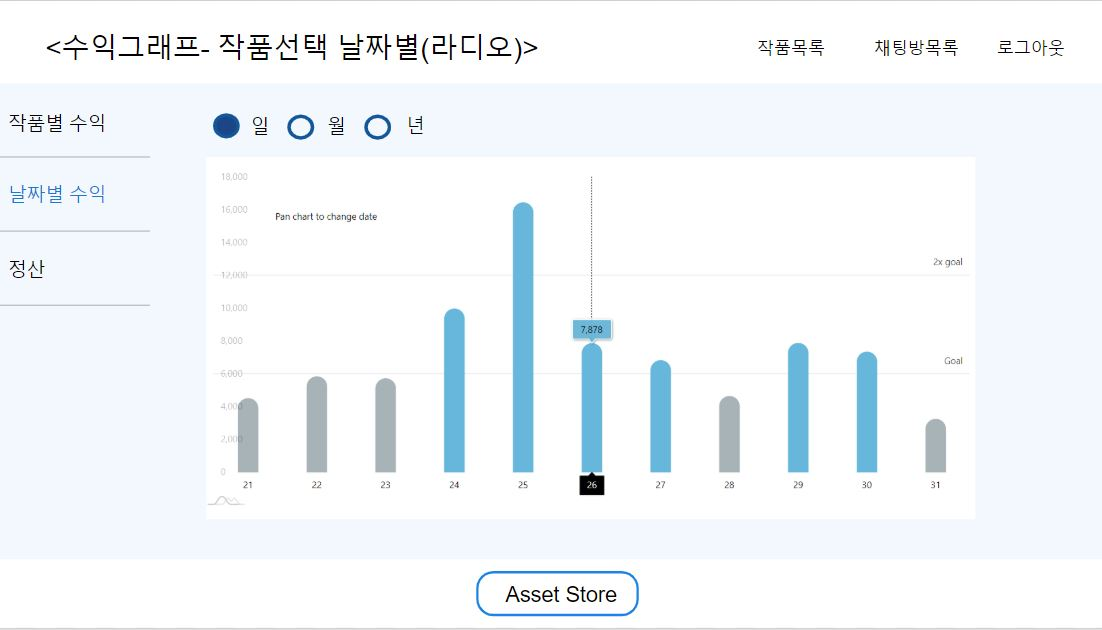 <수익그래프- 작품선택 날짜별(라디오)>
작품목록 채팅방목록 로그아웃
작품별 수익
날짜별 수익
정산
일 월 년
18,000
16,000
Pan chart to change date
14,000
2x goal
12,000
10,000
8,000
7,878
Goal
6,000
4,000
2,000
0
21 22 23 24 25 26 27 28 29 30 31
Asset Store